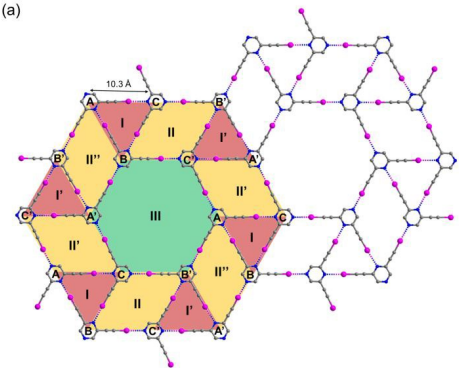 (a)
10.3 Å
A C B'
I II I'
B' II'' B C' A'
I' II'
C' A' III A C
II' I
A C B' II'' B
I II I'
B C' A'